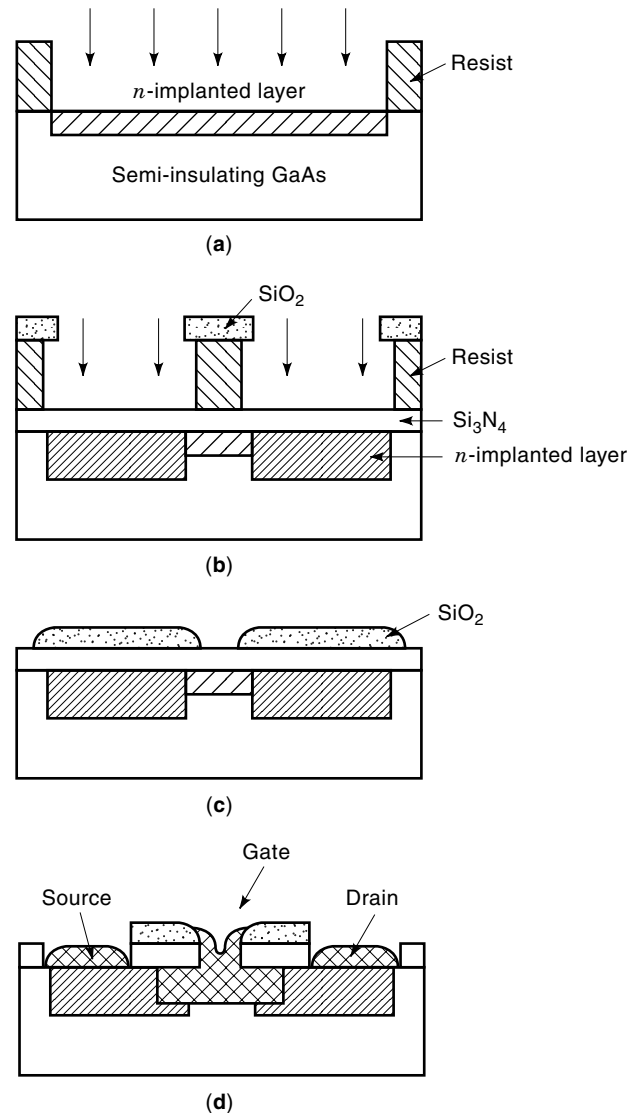 Resist
n-implanted layer
Semi-insulating GaAs
(a)
SiO2
Resist
Si3N4
n-implanted layer
(b)
SiO2
(c)
Gate
Source
Drain
(d)